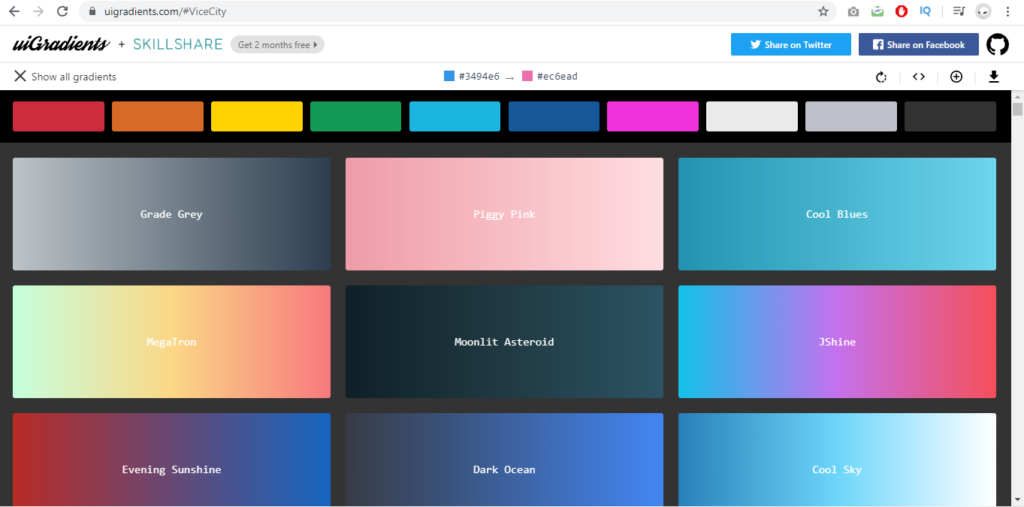 uigradients.com/#ViceCity
uiGradients + SKILLSHARE Get 2 months free
Share on Twitter
Share on Facebook
Show all gradients
#3494e6 → #ec6ead
Grade Grey
Piggy Pink
Cool Blues
MegaTron
Moonlit Asteroid
JShine
Evening Sunshine
Dark Ocean
Cool Sky